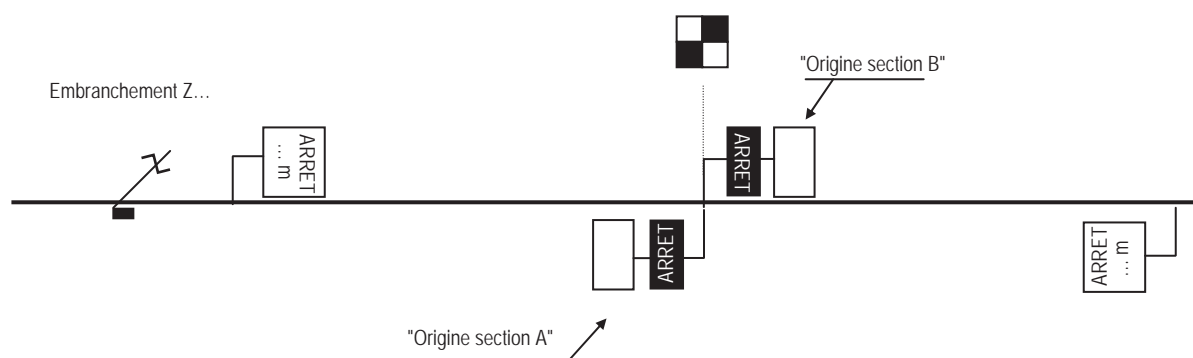 "Origine section B"
Embranchement Z…
ARRET
… m
ARRET
ARRET
ARRET
… m
"Origine section A"